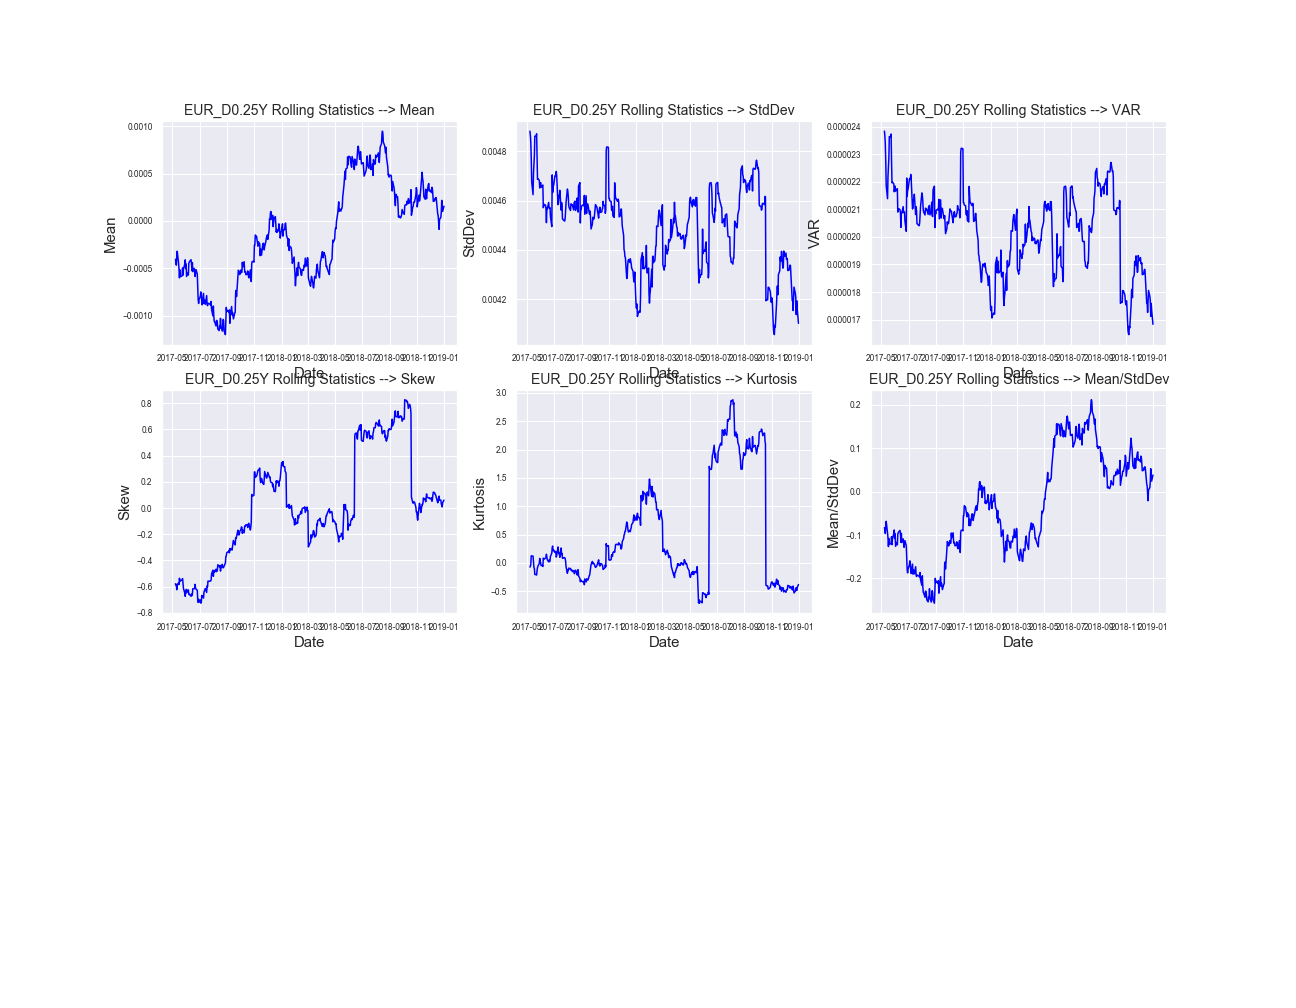 EUR_D0.25Y Rolling Statistics --> Mean
Mean
0.0010
0.0005
0.0000
−0.0005
−0.0010
2017-05 2017-07 2017-09 2017-11 2018-01 2018-03 2018-05 2018-07 2018-09 2018-11 2019-01
Date
EUR_D0.25Y Rolling Statistics --> StdDev
StdDev
0.0048
0.0046
0.0044
0.0042
2017-05 2017-07 2017-09 2017-11 2018-01 2018-03 2018-05 2018-07 2018-09 2018-11 2019-01
Date
EUR_D0.25Y Rolling Statistics --> VAR
VAR
0.000024
0.000023
0.000022
0.000021
0.000020
0.000019
0.000018
0.000017
2017-05 2017-07 2017-09 2017-11 2018-01 2018-03 2018-05 2018-07 2018-09 2018-11 2019-01
Date
EUR_D0.25Y Rolling Statistics --> Skew
Skew
0.8
0.6
0.4
0.2
0.0
−0.2
−0.4
−0.6
−0.8
2017-05 2017-07 2017-09 2017-11 2018-01 2018-03 2018-05 2018-07 2018-09 2018-11 2019-01
Date
EUR_D0.25Y Rolling Statistics --> Kurtosis
Kurtosis
3.0
2.5
2.0
1.5
1.0
0.5
0.0
−0.5
2017-05 2017-07 2017-09 2017-11 2018-01 2018-03 2018-05 2018-07 2018-09 2018-11 2019-01
Date
EUR_D0.25Y Rolling Statistics --> Mean/StdDev
Mean/StdDev
0.2
0.1
0.0
−0.1
−0.2
2017-05 2017-07 2017-09 2017-11 2018-01 2018-03 2018-05 2018-07 2018-09 2018-11 2019-01
Date